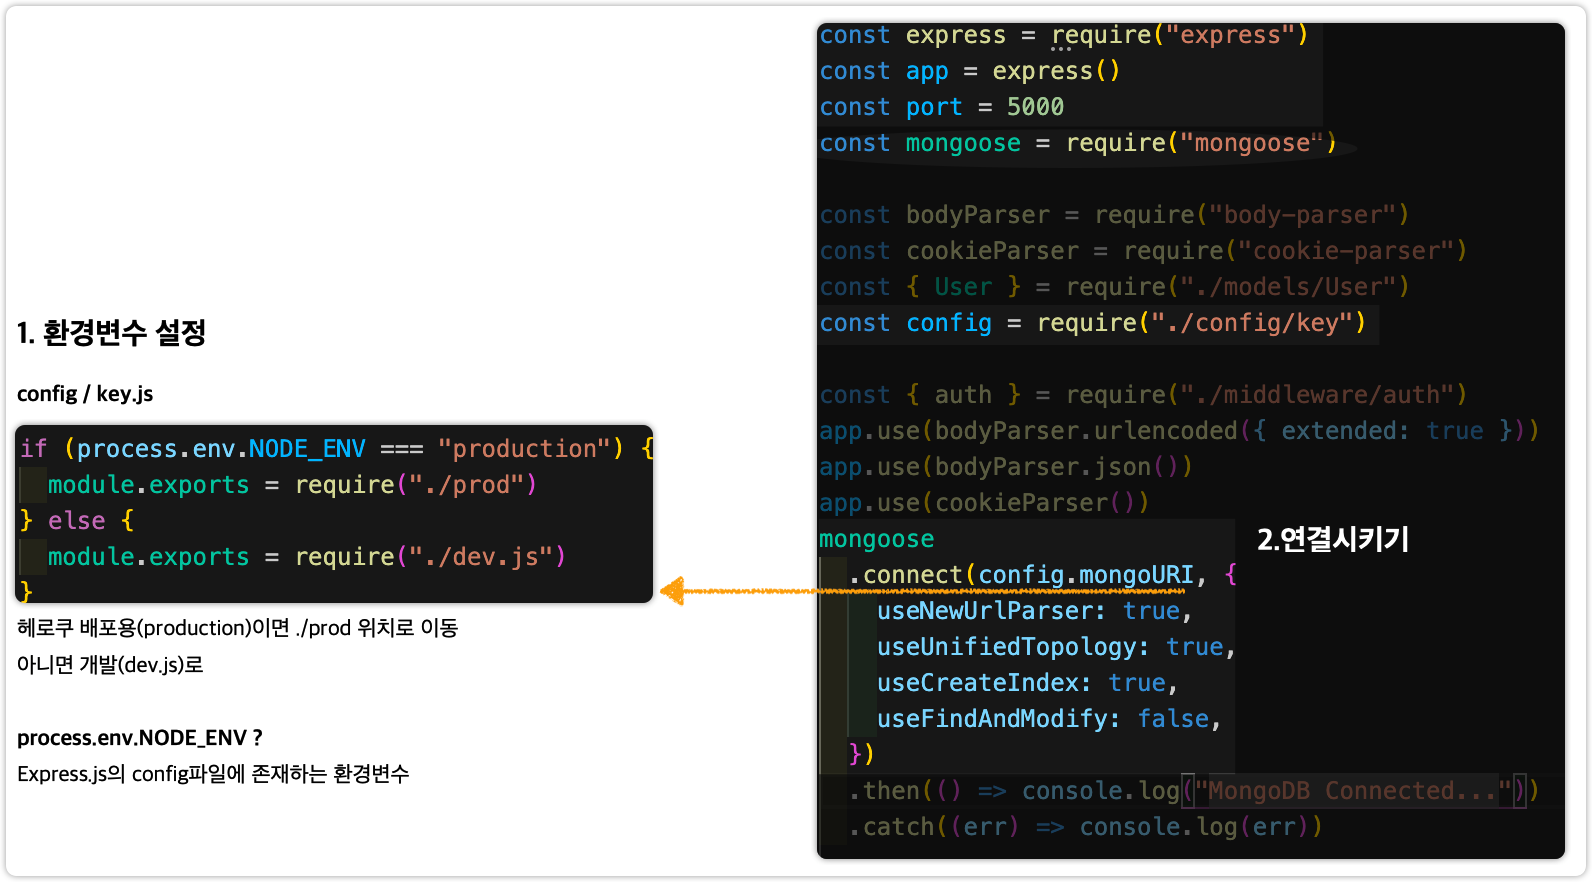 1. 환경변수 설정
config / key.js
if (process.env.NODE_ENV === "production") {
module.exports = require("./prod")
} else {
module.exports = require("./dev.js")
}
헤로쿠 배포용(production)이면 ./prod 위치로 이동
아니면 개발(dev.js)로
process.env.NODE_ENV ?
Express.js의 config파일에 존재하는 환경변수
const express = require("express")
const app = express()
const port = 5000
const mongoose = require("mongoose")
const bodyParser = require("body-parser")
const cookieParser = require("cookie-parser")
const { User } = require("./models/User")
const config = require("./config/key")
const { auth } = require("./middleware/auth")
app.use(bodyParser.urlencoded({ extended: true }))
app.use(bodyParser.json())
app.use(cookieParser())
mongoose
2.연결시키기
.connect(config.mongoURI, {
useNewUrlParser: true,
useUnifiedTopology: true,
useCreateIndex: true,
useFindAndModify: false,
})
.then(() => console.log("MongoDB Connected..."))
.catch((err) => console.log(err))